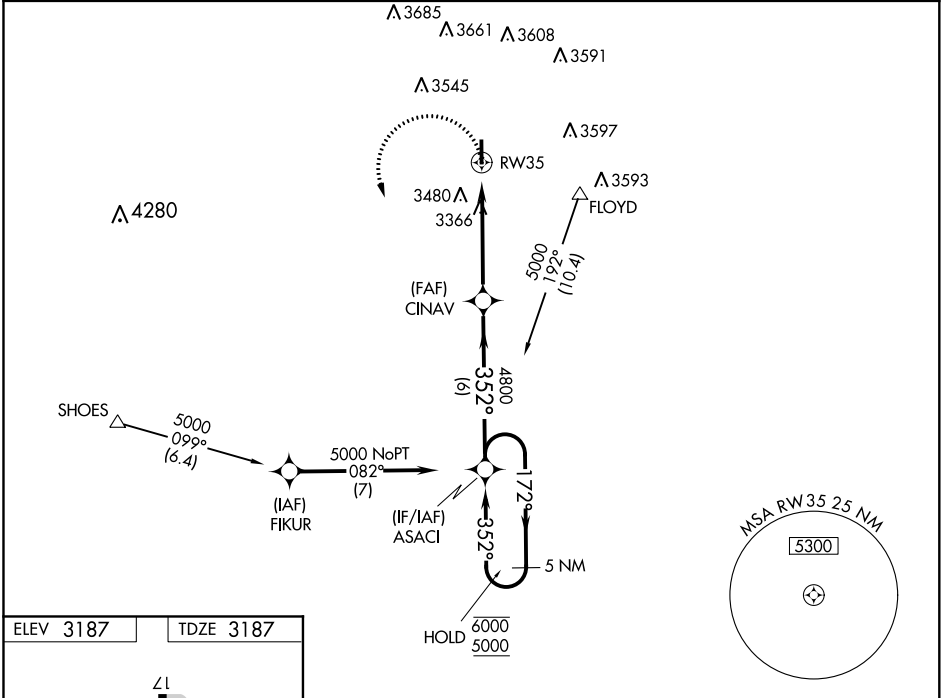 3685
3661
3608
3591
3545
3597
RW35
3593
3480
FLOYD
3366
4280
5000
192°
(10.4)
(FAF)
CINAV
4800
352°
(6)
SHOES
5000
099°
(6.4)
5000 NoPT
082°
(7)
(IAF)
FIKUR
(IF/IAF)
ASACI
172°
352°
5 NM
HOLD
6000
5000
MSA RW35 25 NM
5300
ELEV 3187
TDZE 3187
17